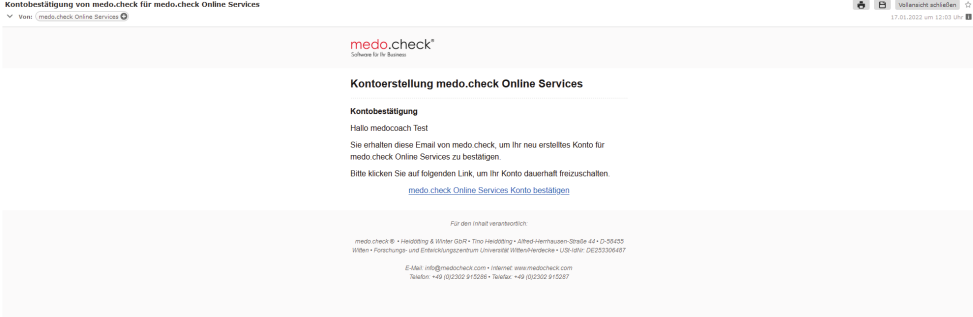 Kontobestätigung von medo.check für medo.check Online Services
Vollansicht schließen
Von: medo.check Online Services
17.01.2022 um 12:03 Uhr
medo.check®
Software für Ihr Business
Kontoerstellung medo.check Online Services
Kontobestätigung
Hallo medocoach Test
Sie erhalten diese Email von medo.check, um Ihr neu erstelltes Konto für
medo.check Online Services zu bestätigen.
Bitte klicken Sie auf folgenden Link, um Ihr Konto dauerhaft freizuschalten.
medo.check Online Services Konto bestätigen
Für den Inhalt verantwortlich:
medo.check ® • Heidötting & Winter GbR • Tino Heidötting • Alfred-Herrhausen-Straße 44 • D-58455
Witten • Forschungs- und Entwicklungszentrum Universität Witten/Herdecke • USt-IdNr: DE253306487
E-Mail: info@medocheck.com • Internet: www.medocheck.com
Telefon: +49 (0)2302 915286 • Telefax: +49 (0)2302 915287